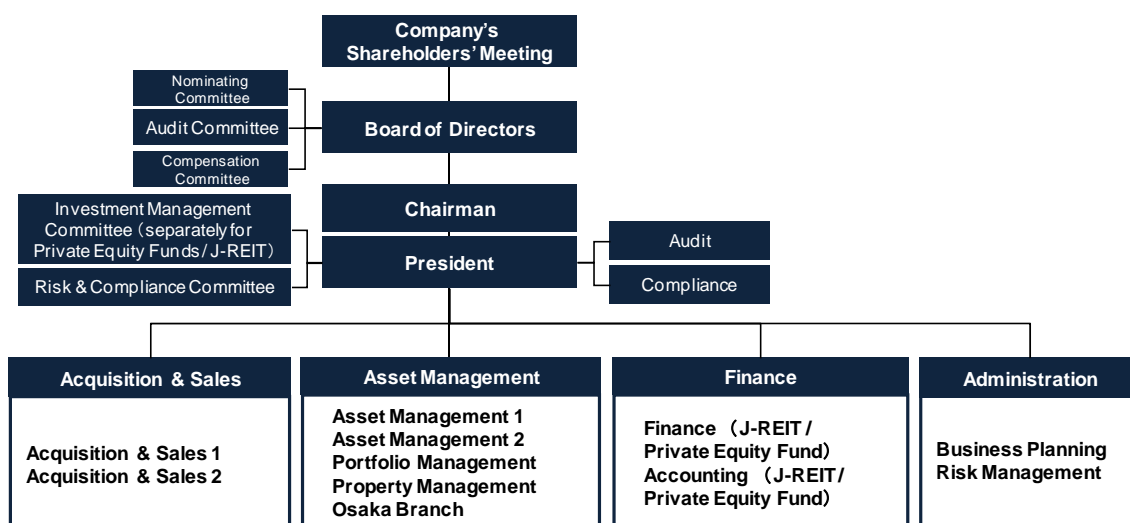 Company's
Shareholders' Meeting
Nominating
Committee
Audit Committee
Board of Directors
Compensation
Committee
Investment Management
Committee（separately for
Private Equity Funds / J-REIT）
Chairman
President
Audit
Risk & Compliance Committee
Compliance
Acquisition & Sales
Asset Management
Finance
Administration
Acquisition & Sales 1
Acquisition & Sales 2
Asset Management 1
Asset Management 2
Portfolio Management
Property Management
Osaka Branch
Finance （J-REIT /
Private Equity Fund）
Accounting （J-REIT/
Private Equity Fund）
Business Planning
Risk Management